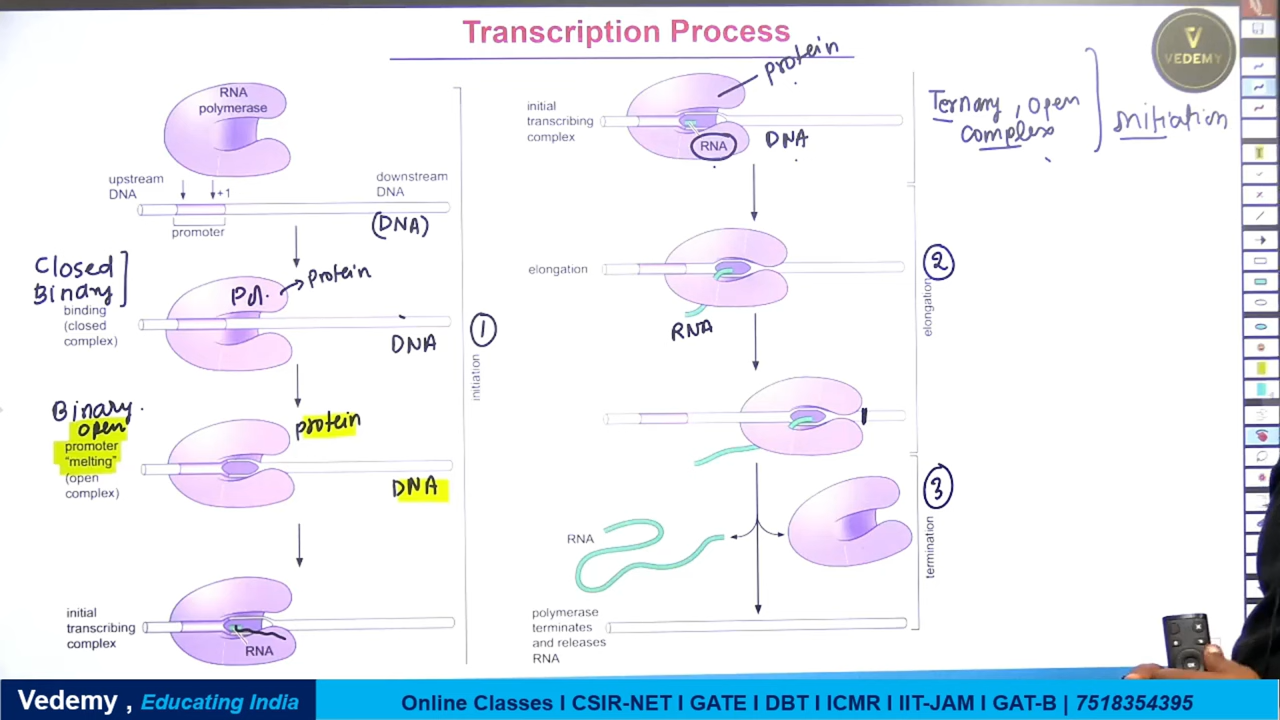 Transcription Process
VEDEMY
RNA
polymerase
upstream
DNA
+1
downstream
DNA
(DNA)
promoter
Closed
Binary
binding
(closed
complex)
Pol.
protein
DNA
1
initiation
Binary.
open
promoter
"melting"
(open
complex)
protein
DNA
initial
transcribing
complex
RNA
initial
transcribing
complex
protein
RNA
DNA
Ternary, open
complex
initiation
elongation
RNA
2
elongation
3
termination
RNA
polymerase
terminates
and releases
RNA
Vedemy , Educating India
Online Classes I CSIR-NET I GATE I DBT I ICMR I IIT-JAM I GAT-B | 7518354395